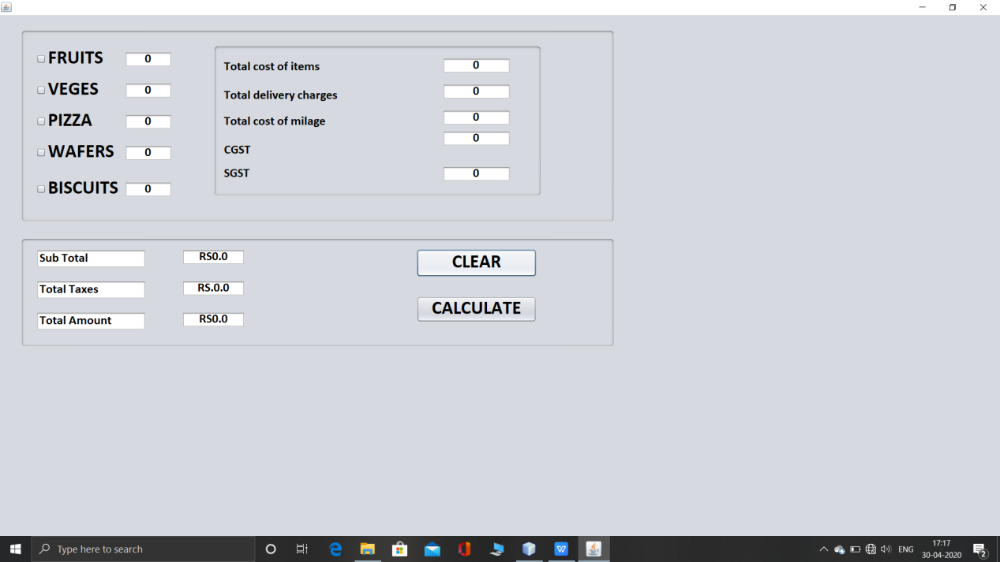 FRUITS 0
VEGES 0
PIZZA 0
WAFERS 0
BISCUITS 0
Total cost of items 0
Total delivery charges 0
Total cost of milage 0
CGST 0
SGST 0
Sub Total RS0.0
Total Taxes RS.0.0
Total Amount RS0.0
CLEAR
CALCULATE
Type here to search
W
ENG
17:17
30-04-2020
2